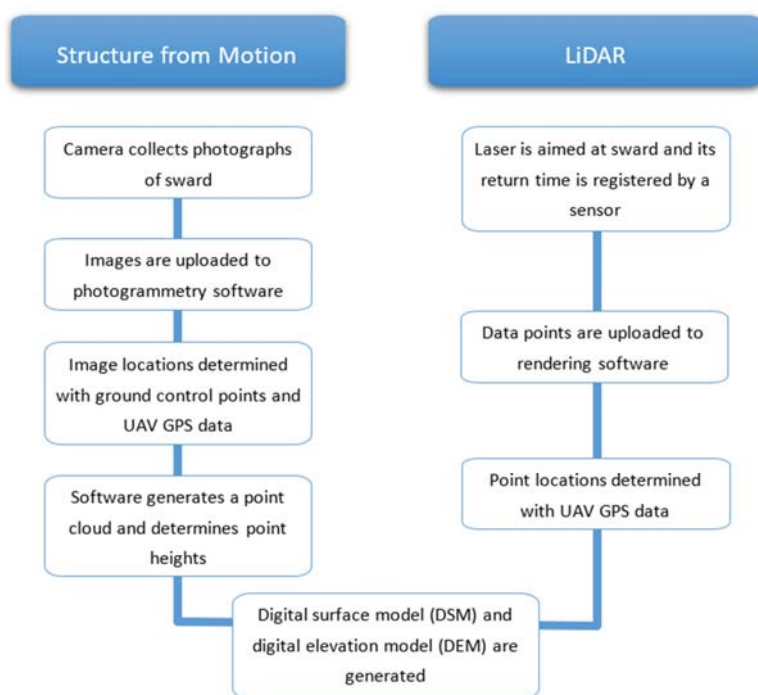 Structure from Motion
Camera collects photographs
of sward
Images are uploaded to
photogrammetry software
Image locations determined
with ground control points and
UAV GPS data
Software generates a point
cloud and determines point
heights
LiDAR
Laser is aimed at sward and its
return time is registered by a
sensor
Data points are uploaded to
rendering software
Point locations determined
with UAV GPS data
Digital surface model (DSM) and
digital elevation model (DEM) are
generated